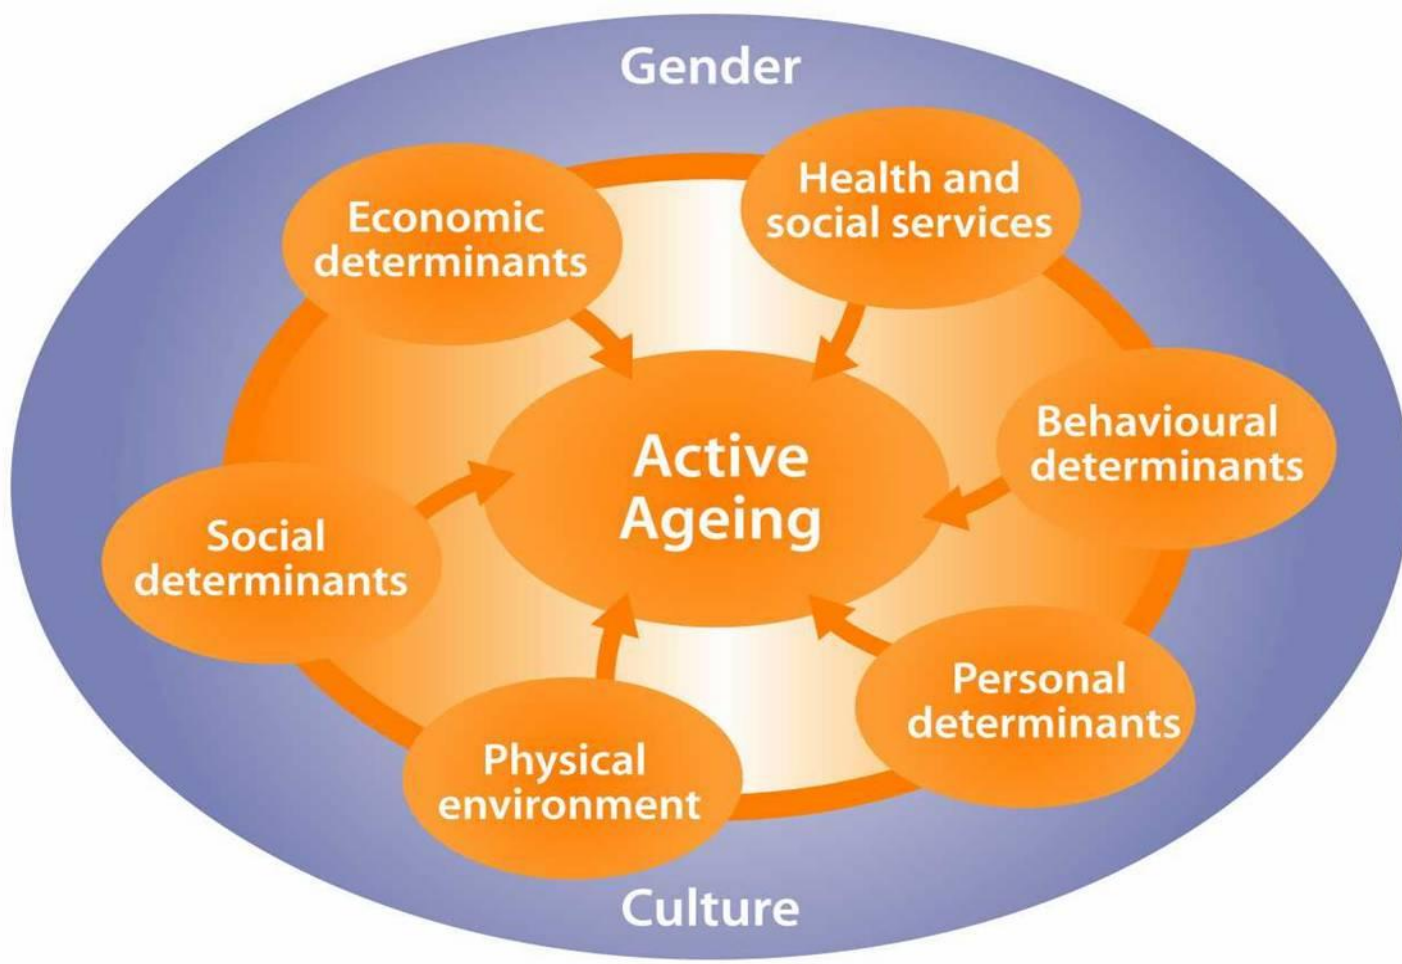 Gender
Economic
determinants
Health and
social services
Behavioural
determinants
Active
Ageing
Social
determinants
Personal
determinants
Physical
environment
Culture